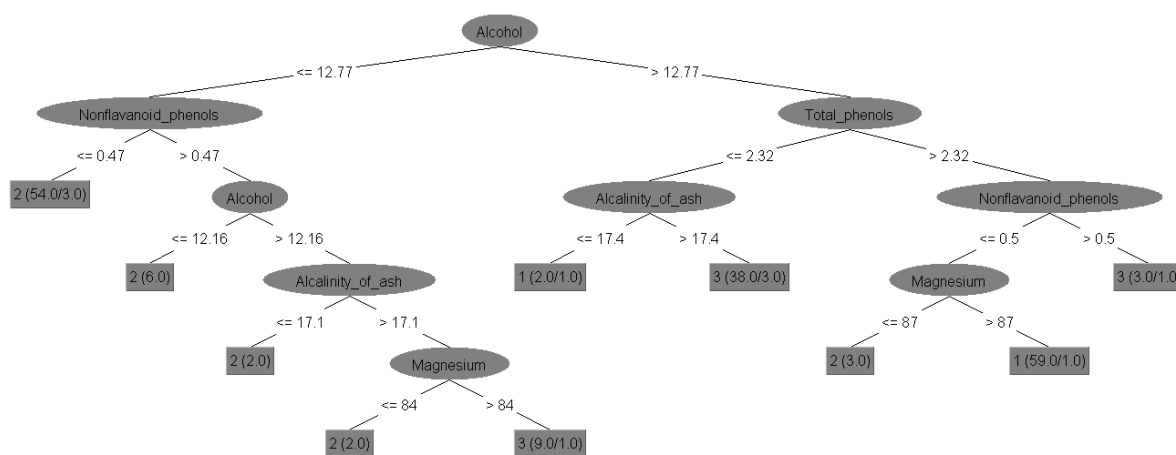 Alcohol
<= 12.77 > 12.77
Nonflavanoid_phenols Total_phenols
<= 0.47 > 0.47 <= 2.32 > 2.32
2 (54.0/3.0) Alcohol Alcalinity_of_ash Nonflavanoid_phenols
<= 12.16 > 12.16 <= 17.4 > 17.4 <= 0.5 > 0.5
2 (6.0) Alcalinity_of_ash 1 (2.0/1.0) 3 (38.0/3.0) Magnesium 3 (3.0/1.0)
<= 17.1 > 17.1 <= 87 > 87
2 (2.0) Magnesium 2 (3.0) 1 (59.0/1.0)
<= 84 > 84
2 (2.0) 3 (9.0/1.0)